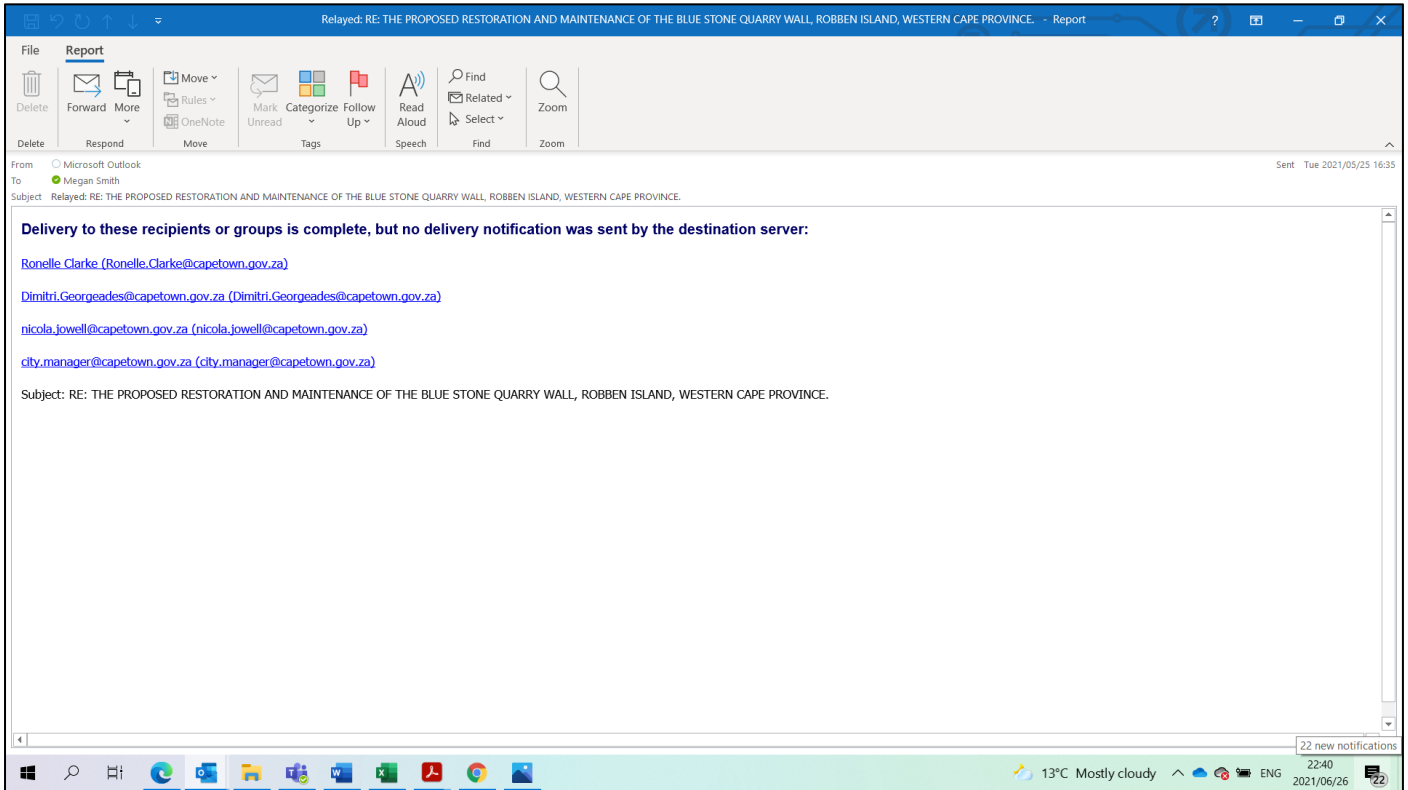 Relayed: RE: THE PROPOSED RESTORATION AND MAINTENANCE OF THE BLUE STONE QUARRY WALL, ROBBEN ISLAND, WESTERN CAPE PROVINCE. - Report
File Report
Delete
Forward
More
Move
Rules
OneNote
Mark Unread
Categorize
Follow Up
Read Aloud
Find
Related
Select
Zoom
Delete Respond Move Tags Speech Find Zoom
From Microsoft Outlook Sent Tue 2021/05/25 16:35
To Megan Smith
Subject Relayed: RE: THE PROPOSED RESTORATION AND MAINTENANCE OF THE BLUE STONE QUARRY WALL, ROBBEN ISLAND, WESTERN CAPE PROVINCE.
Delivery to these recipients or groups is complete, but no delivery notification was sent by the destination server:
Ronelle Clarke (Ronelle.Clarke@capetown.gov.za)
Dimitri.Georgeades@capetown.gov.za (Dimitri.Georgeades@capetown.gov.za)
nicola.jowell@capetown.gov.za (nicola.jowell@capetown.gov.za)
city.manager@capetown.gov.za (city.manager@capetown.gov.za)
Subject: RE: THE PROPOSED RESTORATION AND MAINTENANCE OF THE BLUE STONE QUARRY WALL, ROBBEN ISLAND, WESTERN CAPE PROVINCE.
22 new notifications
13°C Mostly cloudy ENG 22:40
2021/06/26
22